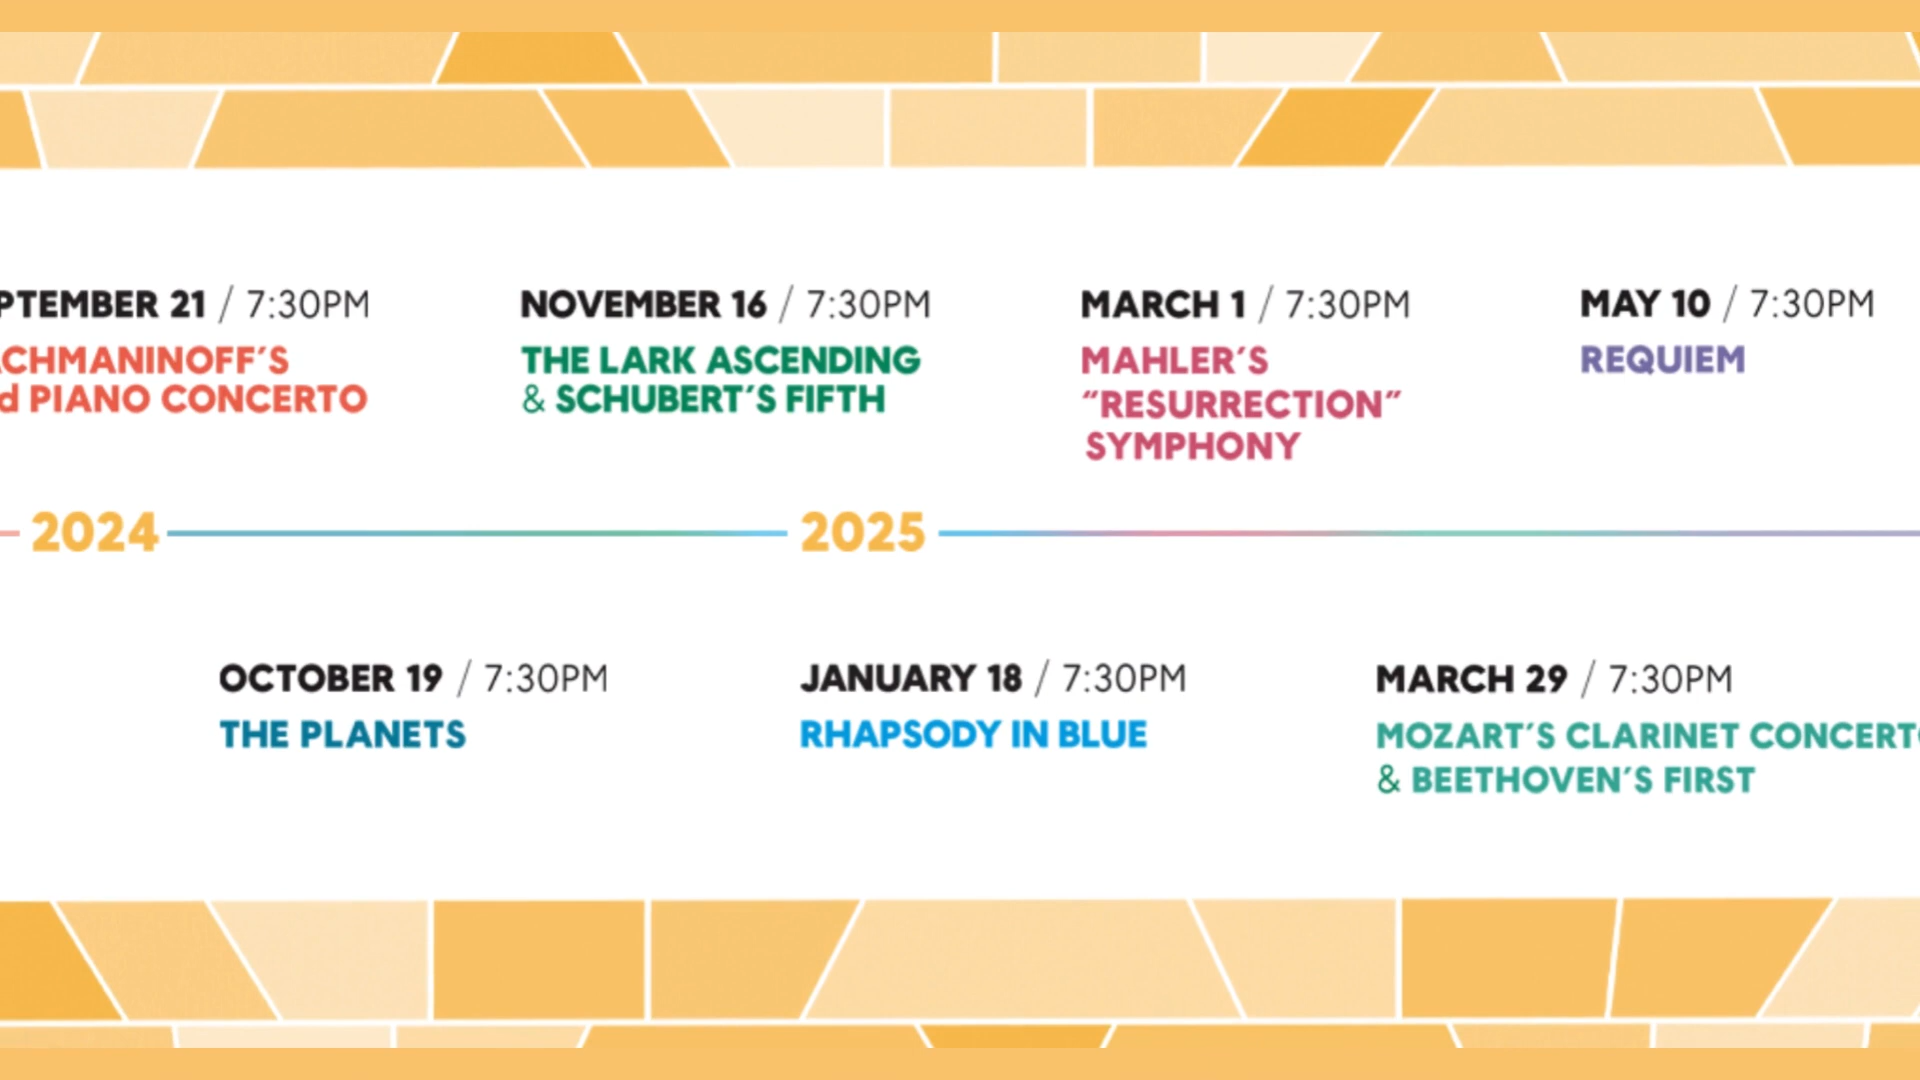 PTEMBER 21 / 7:30PM
CHMANINOFF'S
d PIANO CONCERTO
NOVEMBER 16 / 7:30PM
THE LARK ASCENDING
& SCHUBERT'S FIFTH
MARCH 1 / 7:30PM
MAHLER'S
"RESURRECTION"
SYMPHONY
MAY 10 / 7:30PM
REQUIEM
2024
2025
OCTOBER 19 / 7:30PM
THE PLANETS
JANUARY 18 / 7:30PM
RHAPSODY IN BLUE
MARCH 29 / 7:30PM
MOZART'S CLARINET CONCERTO
& BEETHOVEN'S FIRST